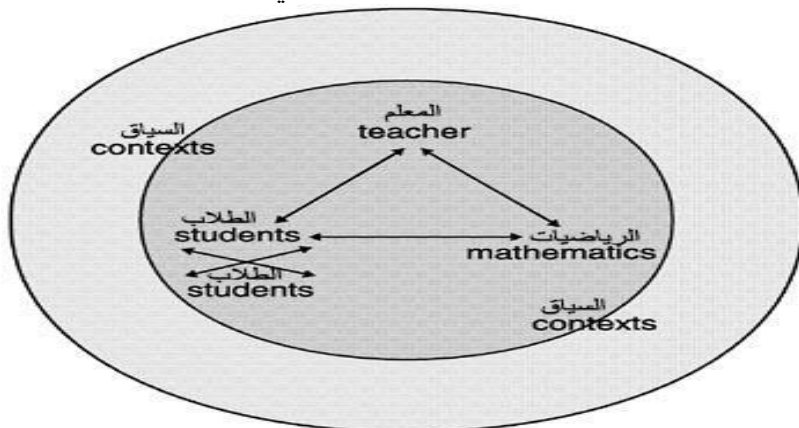 المعلم
teacher
السياق
contexts
الطلاب
students
الرياضيات
mathematics
الطلاب
students
السياق
contexts